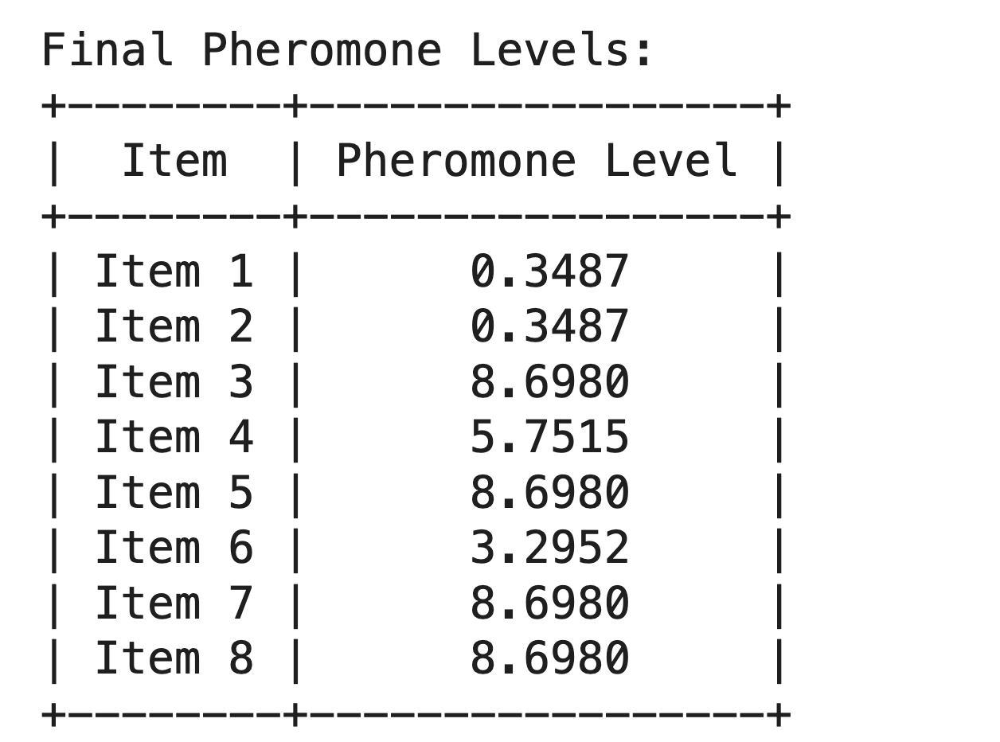 Final Pheromone Levels:
+---------+-----------------+
|  Item   | Pheromone Level |
+---------+-----------------+
| Item 1 |      0.3487     |
| Item 2 |      0.3487     |
| Item 3 |      8.6980     |
| Item 4 |      5.7515     |
| Item 5 |      8.6980     |
| Item 6 |      3.2952     |
| Item 7 |      8.6980     |
| Item 8 |      8.6980     |
+---------+-----------------+